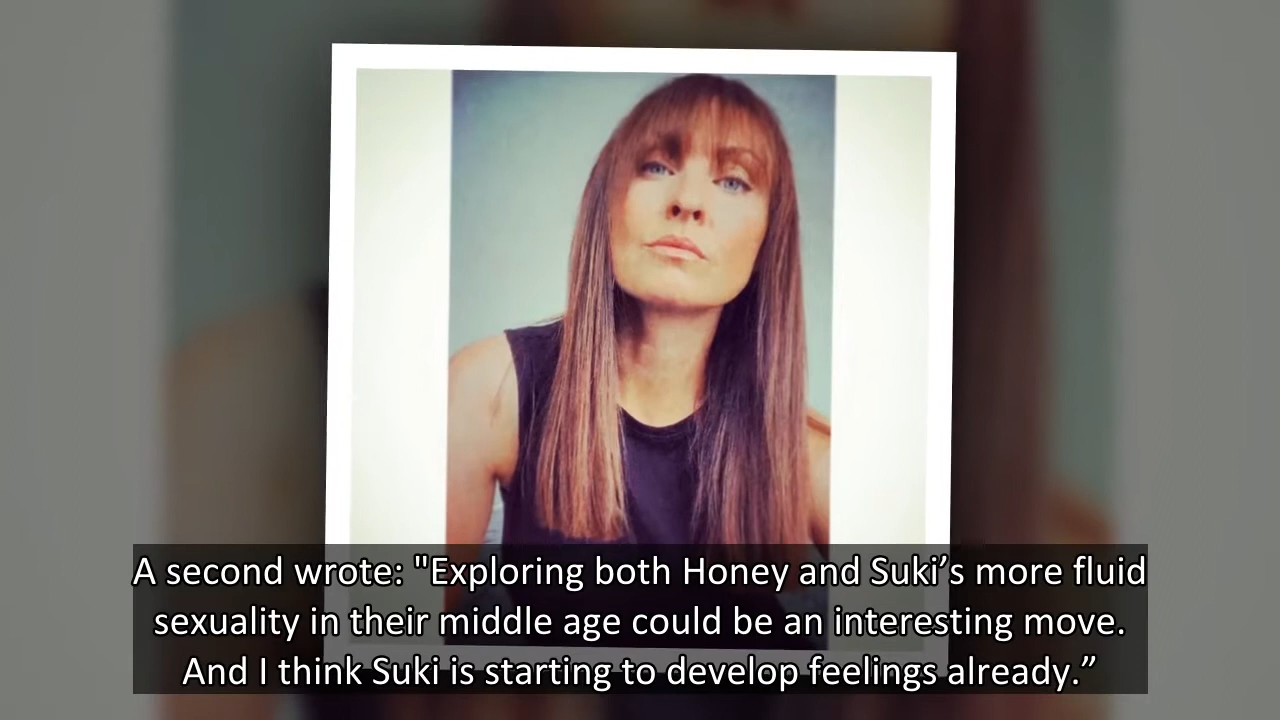 A second wrote: "Exploring both Honey and Suki’s more fluid
sexuality in their middle age could be an interesting move.
And I think Suki is starting to develop feelings already.”